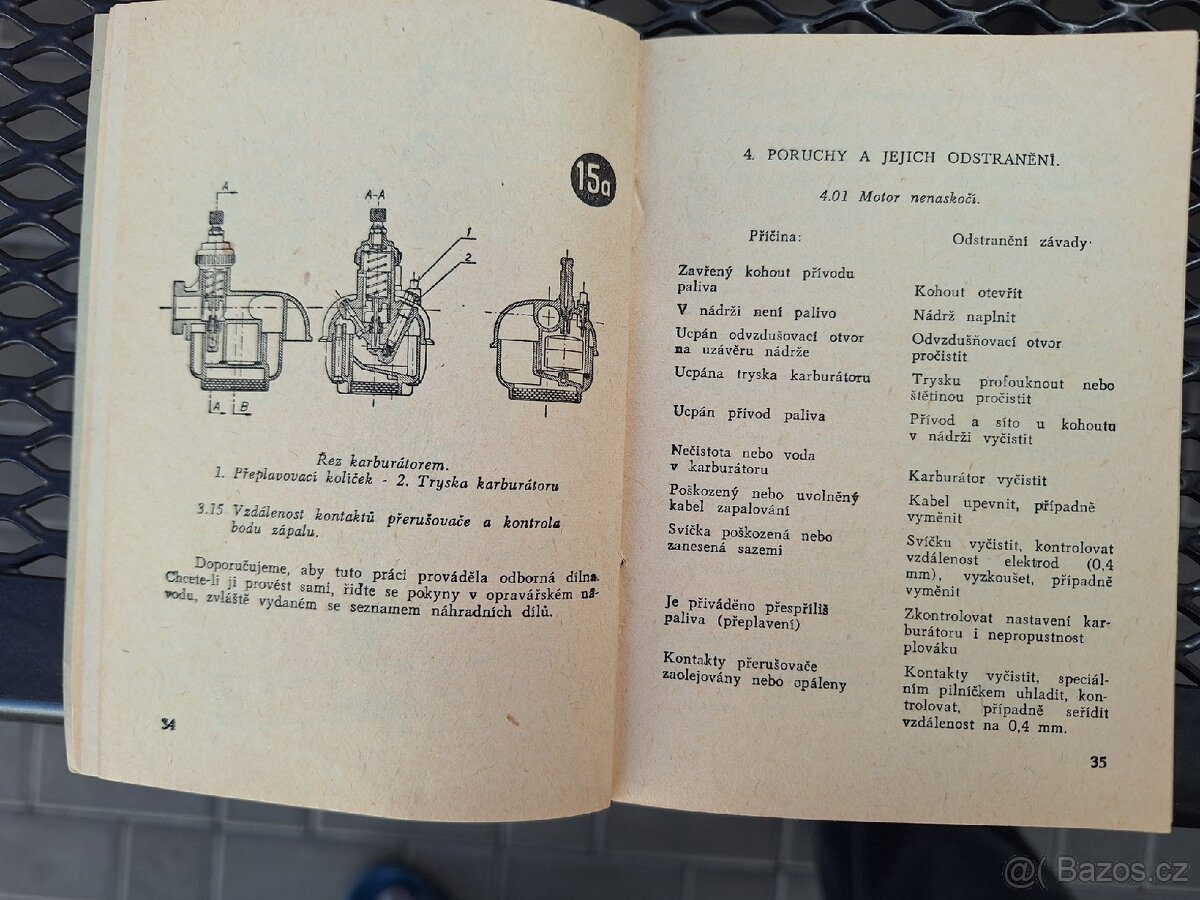 15a
A
A-A
1
2
A
B
Řez karburátorem.
1. Přeplavovací kolíček - 2. Tryska karburátoru
3.15 Vzdálenost kontaktů přerušovače a kontrola
bodu zápalu.
Doporučujeme, aby tuto práci prováděla odborná dílna.
Chcete-li ji provést sami, řiďte se pokyny v opravářském ná-
vodu, zvláště vydaném se seznamem náhradních dílů.
34
4. PORUCHY A JEJICH ODSTRANĚNÍ.
4.01 Motor nenaskočí.
Příčina:
Odstranění závady:
Zavřený kohout přívodu
paliva
Kohout otevřít
V nádrži není palivo
Nádrž naplnit
Ucpán odvzdušovací otvor
na uzávěru nádrže
Odvzdušňovací otvor
pročistit
Ucpána tryska karburátoru
Trysku profouknout nebo
štětinou pročistit
Ucpán přívod paliva
Přívod a síto u kohoutu
v nádrži vyčistit
Nečistota nebo voda
v karburátoru
Karburátor vyčistit
Poškozený nebo uvolněný
kabel zapalování
Kabel upevnit, případně
vyměnit
Svíčka poškozená nebo
zanesená sazemi
Svíčku vyčistit, kontrolovat
vzdálenost elektrod (0,4
mm), vyzkoušet, případně
vyměnit
Je přiváděno přespříliš
paliva (přeplavení)
Zkontrolovat nastavení kar-
burátoru i nepropustnost
plováku
Kontakty přerušovače
zaolejovány nebo opáleny
Kontakty vyčistit, speciál-
ním pilníčkem uhladit, kon-
trolovat, případně seřídit
vzdálenost na 0,4 mm.
35
@( Bazos.cz